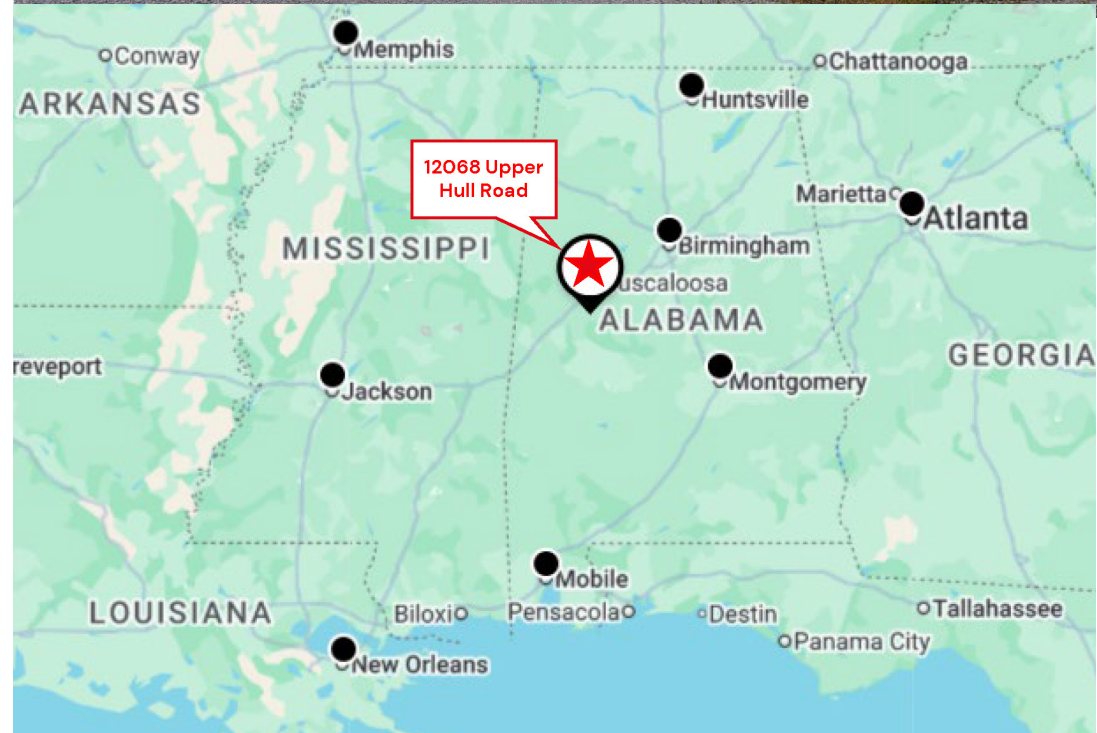 Conway
Memphis
Chattanooga
ARKANSAS
Huntsville
12068 Upper
Hull Road
Marietta
Atlanta
MISSISSIPPI
Birmingham
uscaloosa
ALABAMA
GEORGIA
reveport
Jackson
Montgomery
Mobile
LOUISIANA
Biloxi
Pensacola
Destin
Tallahassee
Panama City
New Orleans